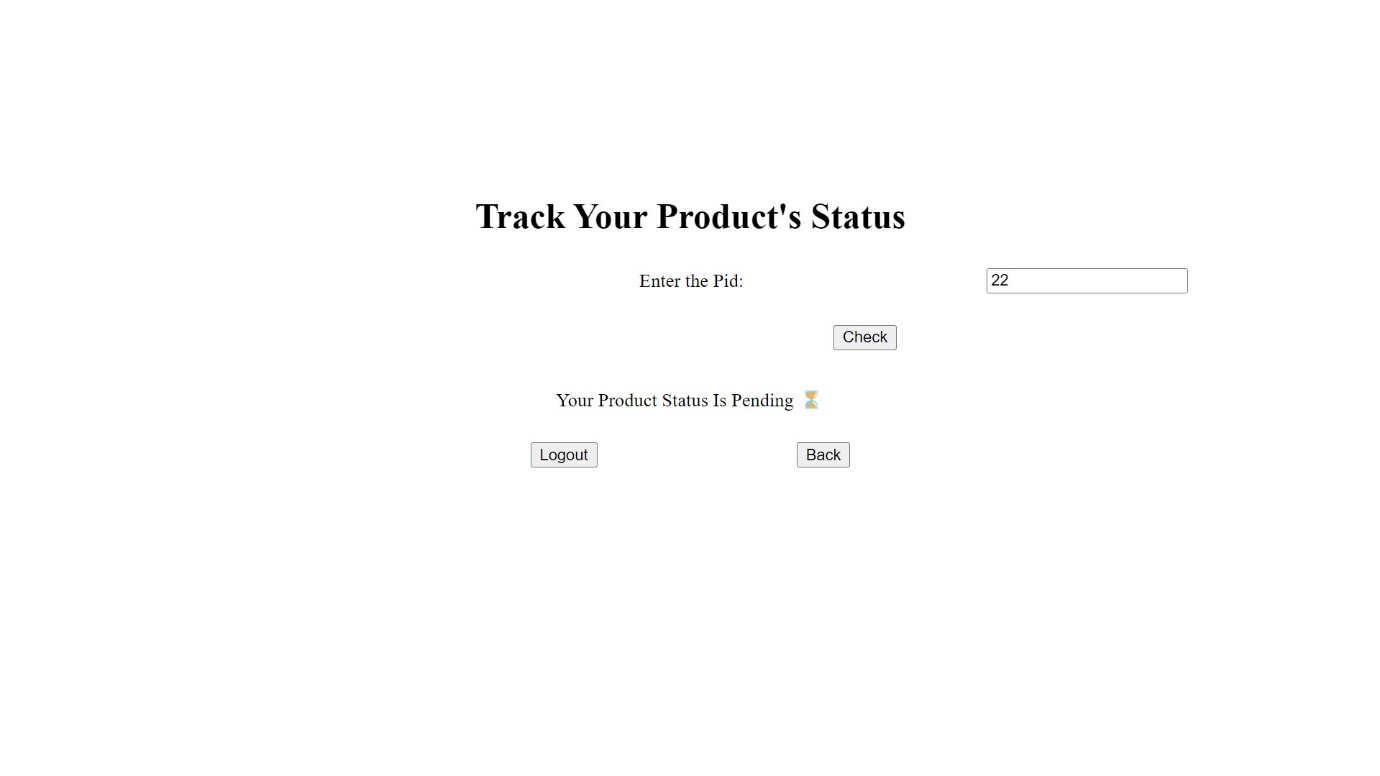 Track Your Product's Status
Enter the Pid: 22
Check
Your Product Status Is Pending ⏳
Logout Back